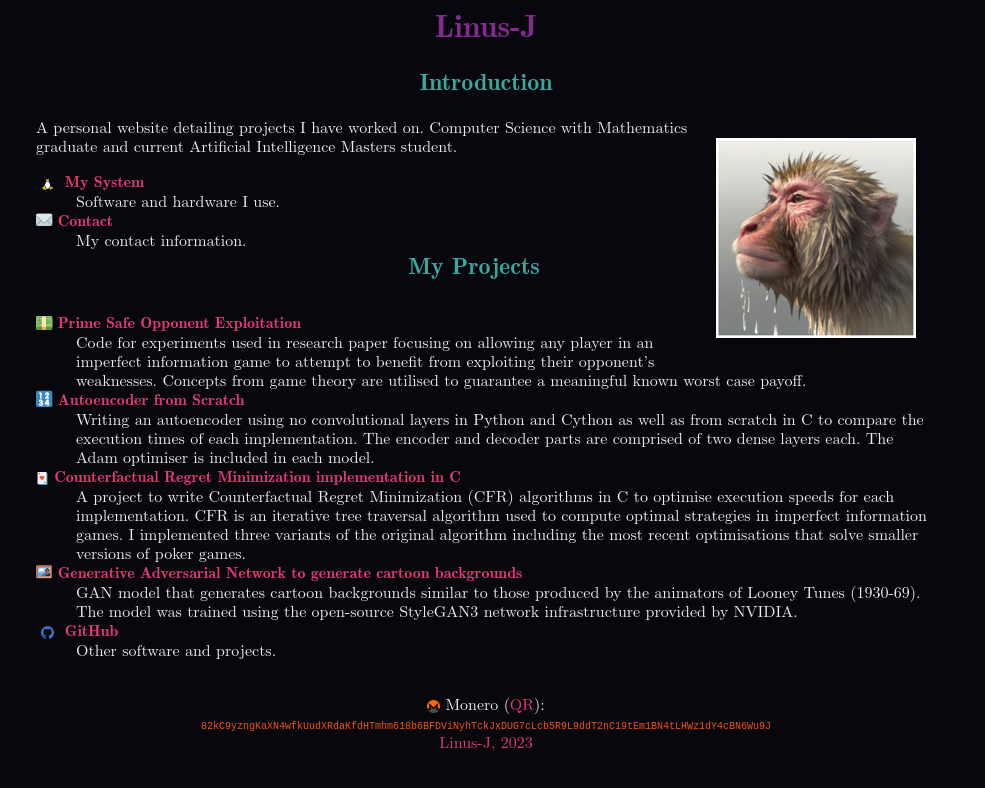 Linus-J
Introduction
A personal website detailing projects I have worked on. Computer Science with Mathematics
graduate and current Artificial Intelligence Masters student.
My System
Software and hardware I use.
Contact
My contact information.
My Projects
Prime Safe Opponent Exploitation
Code for experiments used in research paper focusing on allowing any player in an
imperfect information game to attempt to benefit from exploiting their opponent's
weaknesses. Concepts from game theory are utilised to guarantee a meaningful known worst case payoff.
Autoencoder from Scratch
Writing an autoencoder using no convolutional layers in Python and Cython as well as from scratch in C to compare the
execution times of each implementation. The encoder and decoder parts are comprised of two dense layers each. The
Adam optimiser is included in each model.
Counterfactual Regret Minimization implementation in C
A project to write Counterfactual Regret Minimization (CFR) algorithms in C to optimise execution speeds for each
implementation. CFR is an iterative tree traversal algorithm used to compute optimal strategies in imperfect information
games. I implemented three variants of the original algorithm including the most recent optimisations that solve smaller
versions of poker games.
Generative Adversarial Network to generate cartoon backgrounds
GAN model that generates cartoon backgrounds similar to those produced by the animators of Looney Tunes (1930-69).
The model was trained using the open-source StyleGAN3 network infrastructure provided by NVIDIA.
GitHub
Other software and projects.
Monero (QR):
82kC9yzngKaXN4wfkUudXRdaKfdHTmhm618b6BFDViNyhTckJxDUG7cLcb5R9L9ddT2nC19tEm1BN4tLHWz1dY4cBN6Wu9J
Linus-J, 2023